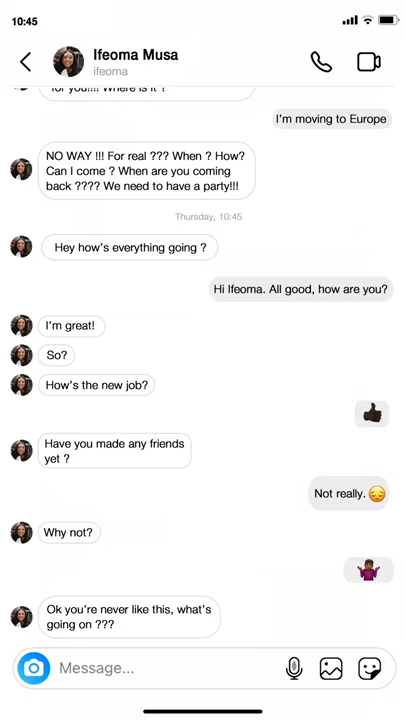 10:45
Ifeoma Musa
ifeoma
for you!!!! Where is it ?
I'm moving to Europe
NO WAY !!! For real ??? When ? How?
Can I come ? When are you coming
back ???? We need to have a party!!!
Thursday, 10:45
Hey how's everything going ?
Hi Ifeoma. All good, how are you?
I'm great!
So?
How's the new job?
Have you made any friends
yet ?
Not really.
Why not?
Ok you're never like this, what's
going on ???
Message...